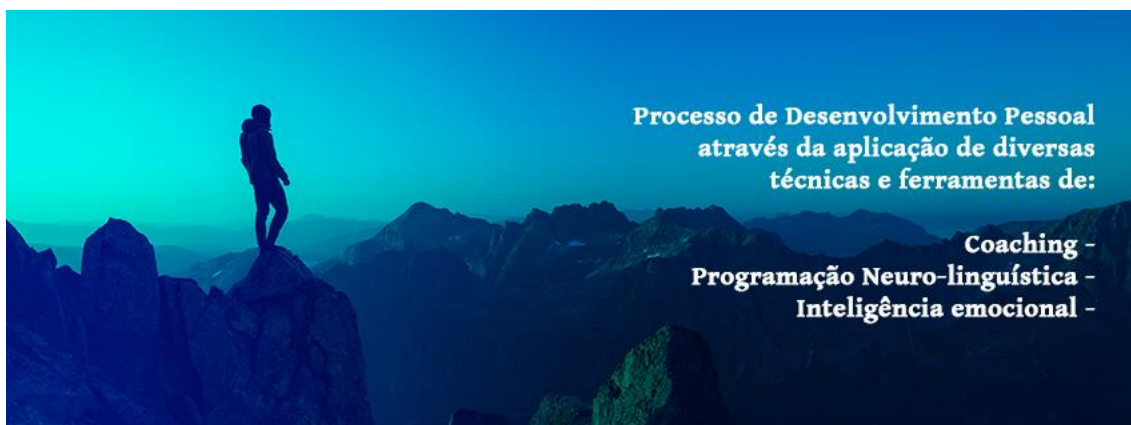 Processo de Desenvolvimento Pessoal
através da aplicação de diversas
técnicas e ferramentas de:
Coaching -
Programação Neuro-linguística -
Inteligência emocional -